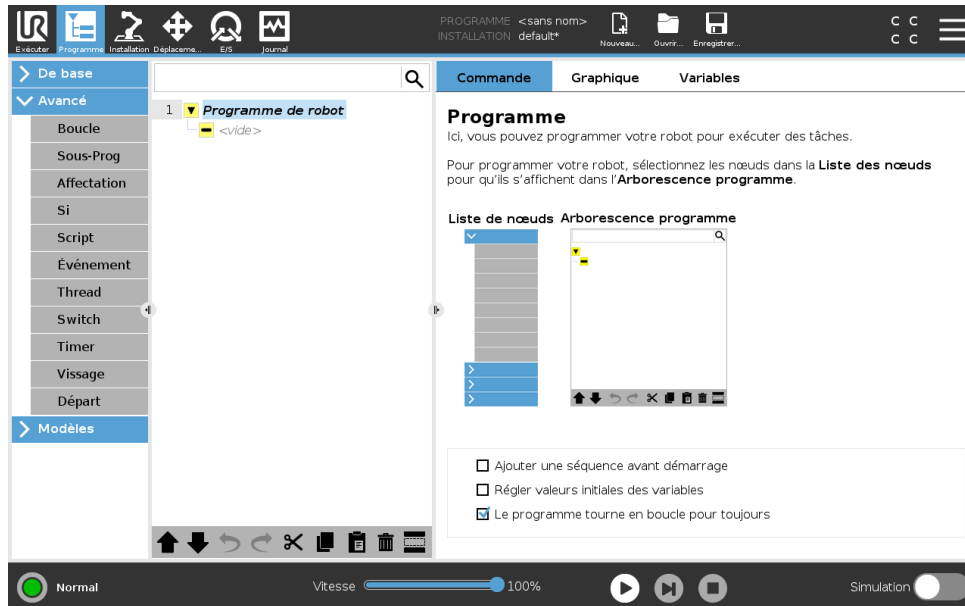 PROGRAMME <sans nom>
INSTALLATION default*
C C
C C
Exécuter Programme Installation Déplaceme... E/S Journal
Nouveau... Ouvrir... Enregistrer...
De base
Avancé
Boucle
Sous-Prog
Affectation
Si
Script
Événement
Thread
Switch
Timer
Vissage
Départ
Modèles
1 Programme de robot
<vide>
Commande Graphique Variables
Programme
Ici, vous pouvez programmer votre robot pour exécuter des tâches.
Pour programmer votre robot, sélectionnez les nœuds dans la Liste des nœuds
pour qu'ils s'affichent dans l'Arborescence programme.
Liste de nœuds Arborescence programme
Ajouter une séquence avant démarrage
Régler valeurs initiales des variables
Le programme tourne en boucle pour toujours
Normal
Vitesse 100%
Simulation